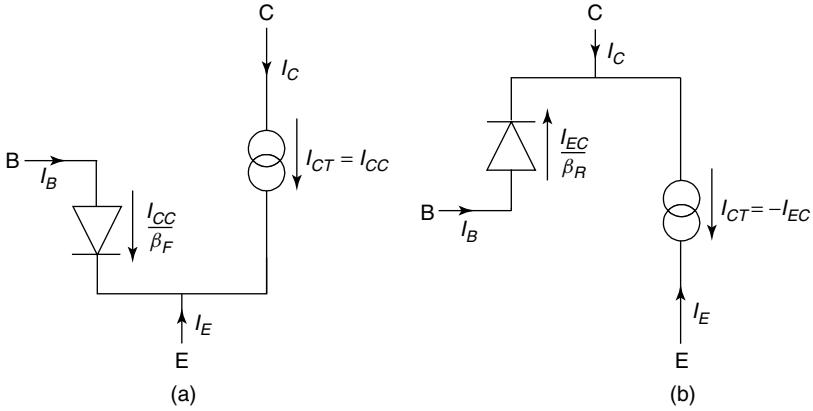 C
I_C
B
I_B
I_CC
β_F
I_CT = I_CC
I_E
E
(a)
C
I_C
I_EC
β_R
B
I_B
I_CT = −I_EC
I_E
E
(b)